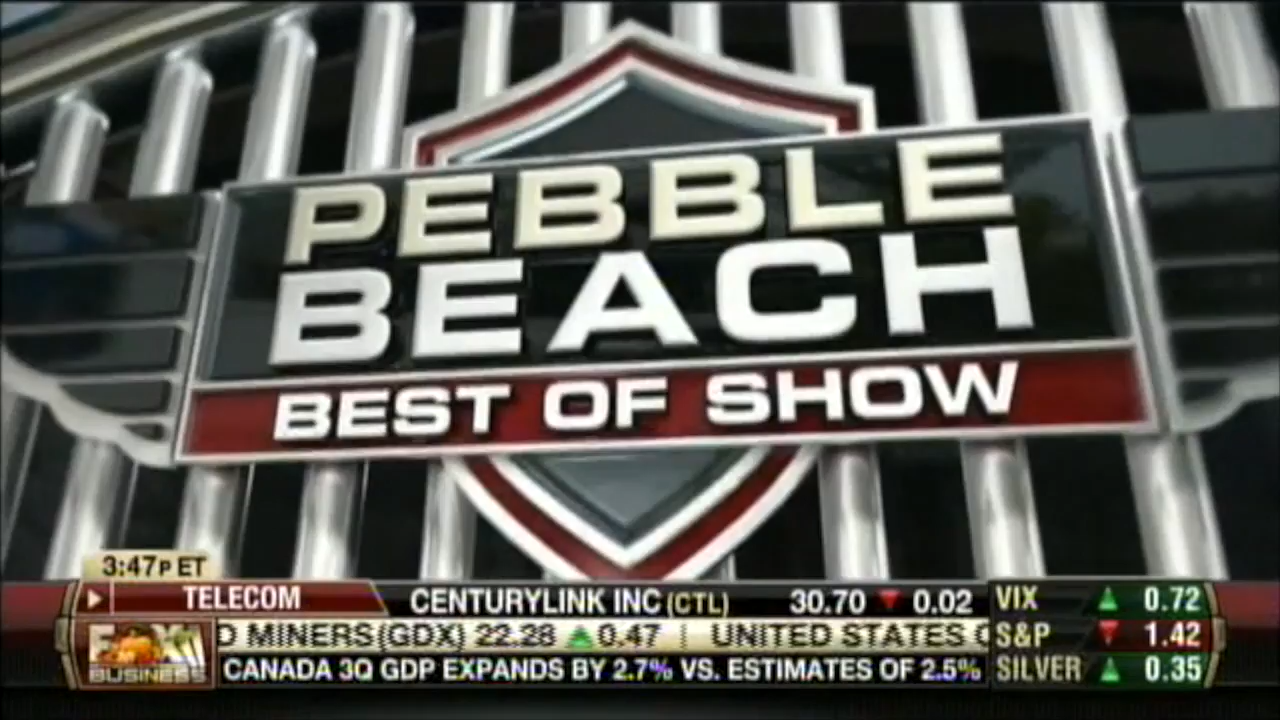 PEBBLE
BEACH
BEST OF SHOW
3:47P ET
TELECOM CENTURYLINK INC (CTL) 30.70 0.02 VIX 0.72
FOX D MINERS (GDX) 22.28 0.47 UNITED STATES S&P 1.42
BUSINESS CANADA 3Q GDP EXPANDS BY 2.7% VS. ESTIMATES OF 2.5% SILVER 0.35